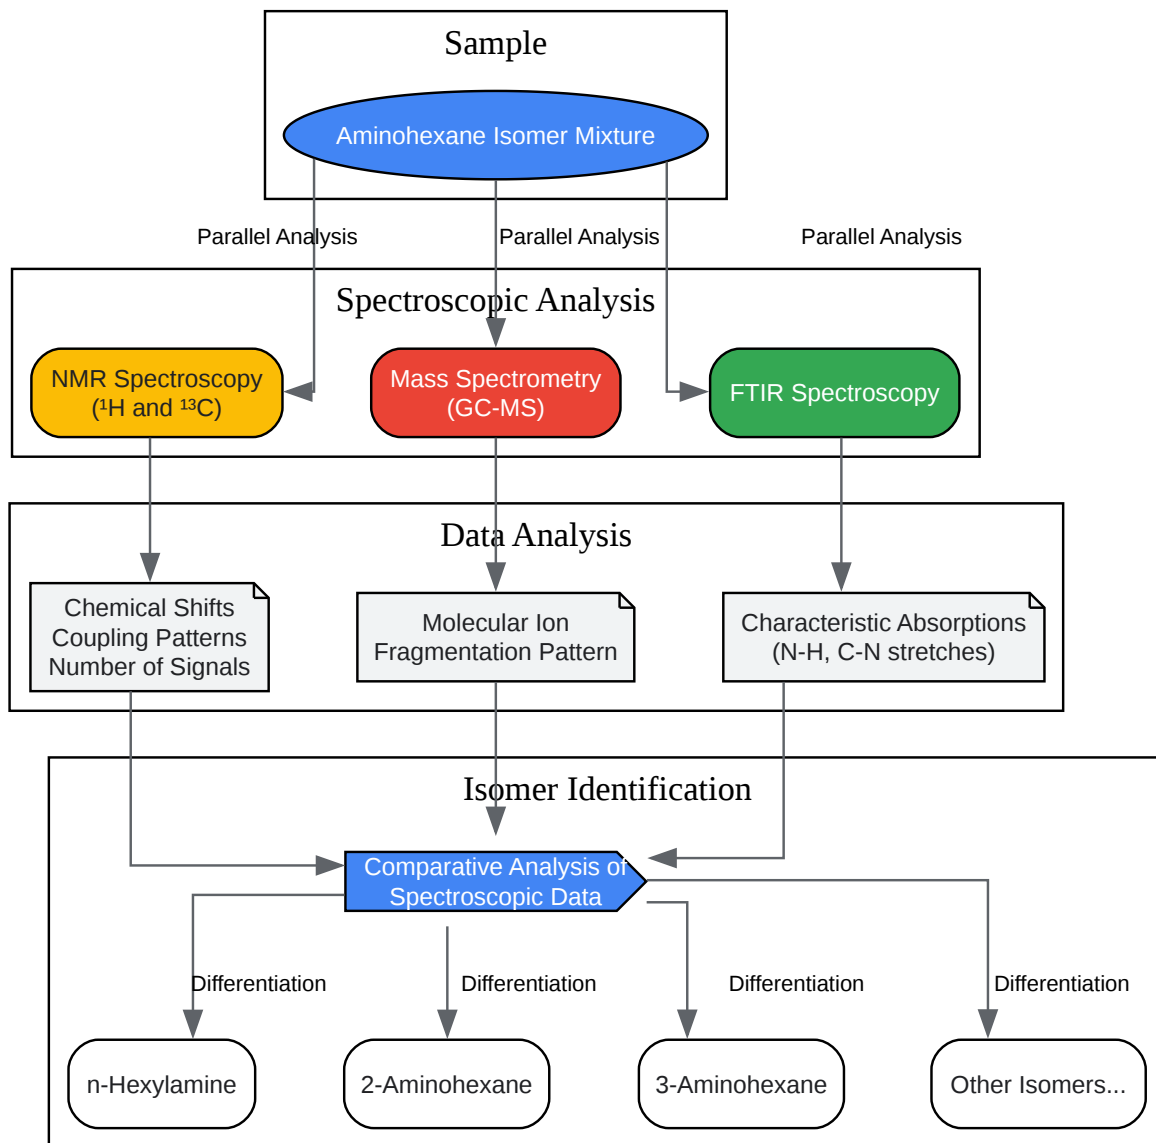 Sample
Aminohexane Isomer Mixture
Parallel Analysis
Parallel Analysis
Parallel Analysis
Spectroscopic Analysis
NMR Spectroscopy
(¹H and ¹³C)
Mass Spectrometry
(GC-MS)
FTIR Spectroscopy
Data Analysis
Chemical Shifts
Coupling Patterns
Number of Signals
Molecular Ion
Fragmentation Pattern
Characteristic Absorptions
(N-H, C-N stretches)
Isomer Identification
Comparative Analysis of
Spectroscopic Data
Differentiation
Differentiation
Differentiation
Differentiation
n-Hexylamine
2-Aminohexane
3-Aminohexane
Other Isomers...